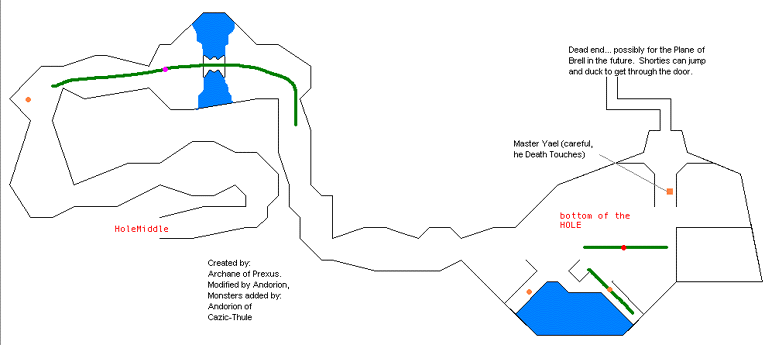 Dead end... possibly for the Plane of
Brell in the future. Shorties can jump
and duck to get through the door.
Master Yael (careful,
he Death Touches)
bottom of the
HOLE
HoleMiddle
Created by:
Archane of Prexus.
Modified by Andorion,
Monsters added by:
Andorion of
Cazic-Thule